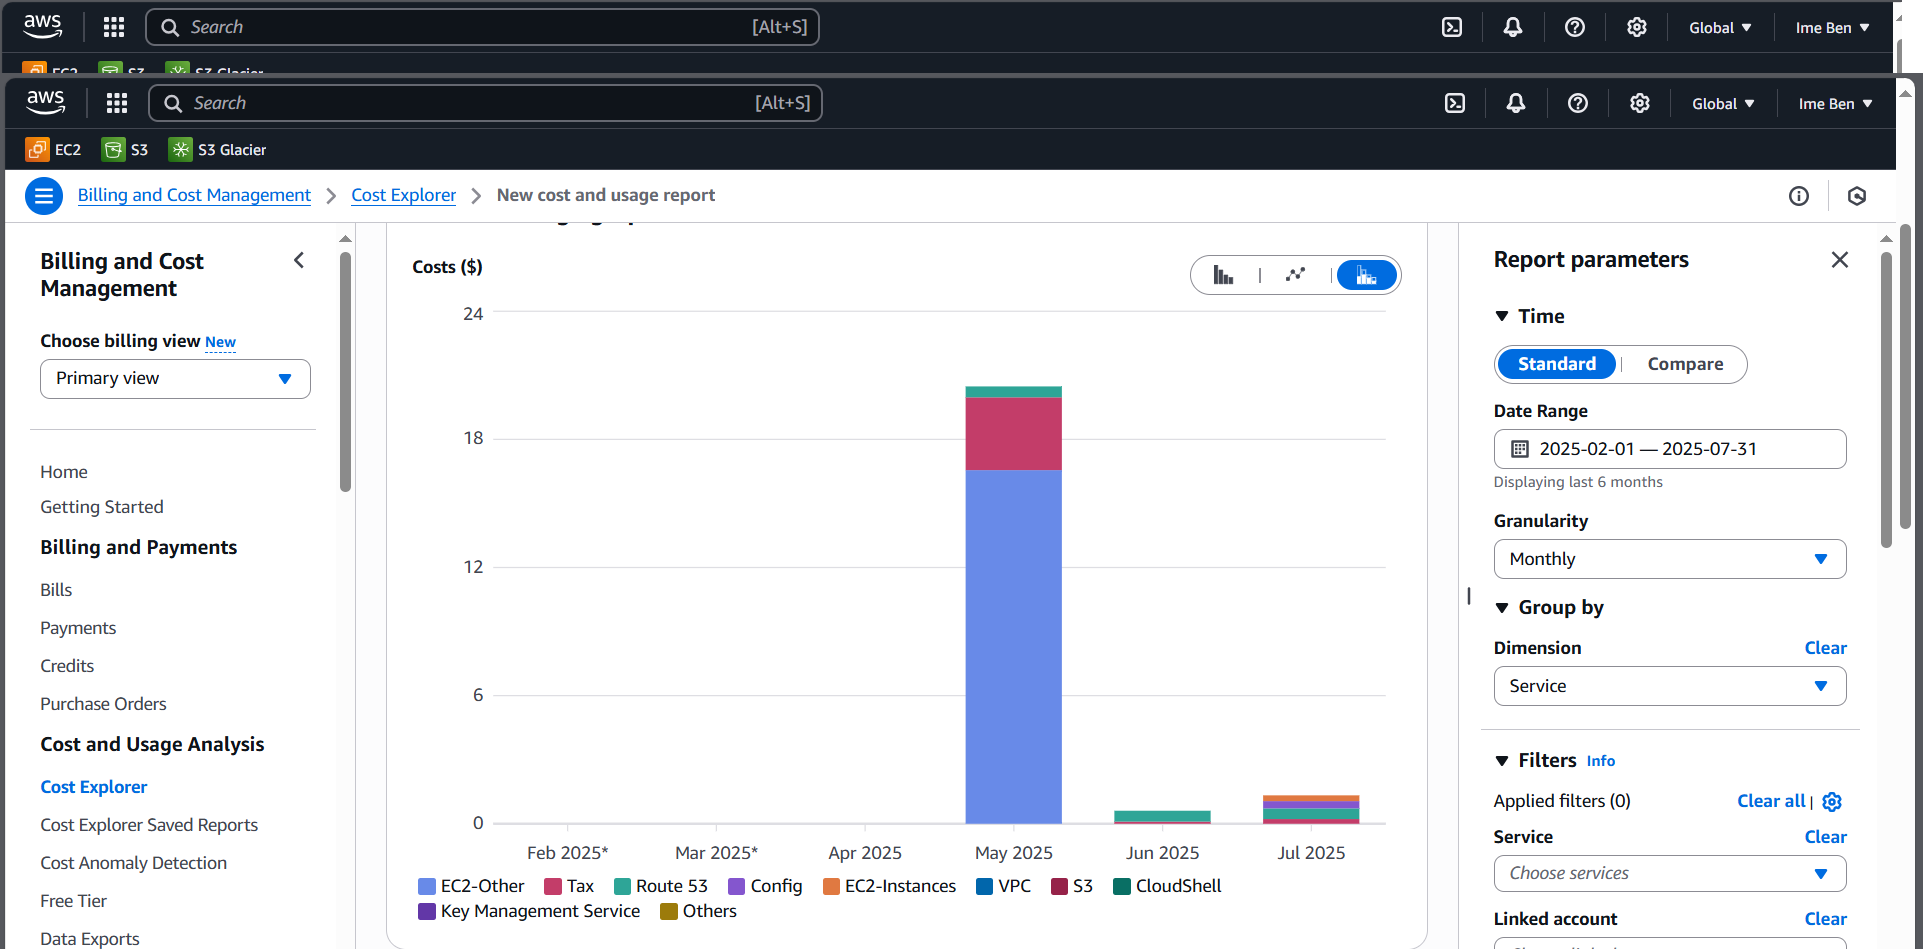 aws Search [Alt+S] Global Ime Ben
EC2 S3 S3 Glacier
aws Search [Alt+S] Global Ime Ben
EC2 S3 S3 Glacier
Billing and Cost Management Cost Explorer New cost and usage report
Billing and Cost
Management
Choose billing view New
Primary view
Home
Getting Started
Billing and Payments
Bills
Payments
Credits
Purchase Orders
Cost and Usage Analysis
Cost Explorer
Cost Explorer Saved Reports
Cost Anomaly Detection
Free Tier
Data Exports
Costs ($)
24
18
12
6
0
Feb 2025* Mar 2025* Apr 2025 May 2025 Jun 2025 Jul 2025
EC2-Other Tax Route 53 Config EC2-Instances VPC S3 CloudShell
Key Management Service Others
Report parameters
Time
Standard Compare
Date Range
2025-02-01 — 2025-07-31
Displaying last 6 months
Granularity
Monthly
Group by
Dimension Clear
Service
Filters Info
Applied filters (0) Clear all
Service Clear
Choose services
Linked account Clear